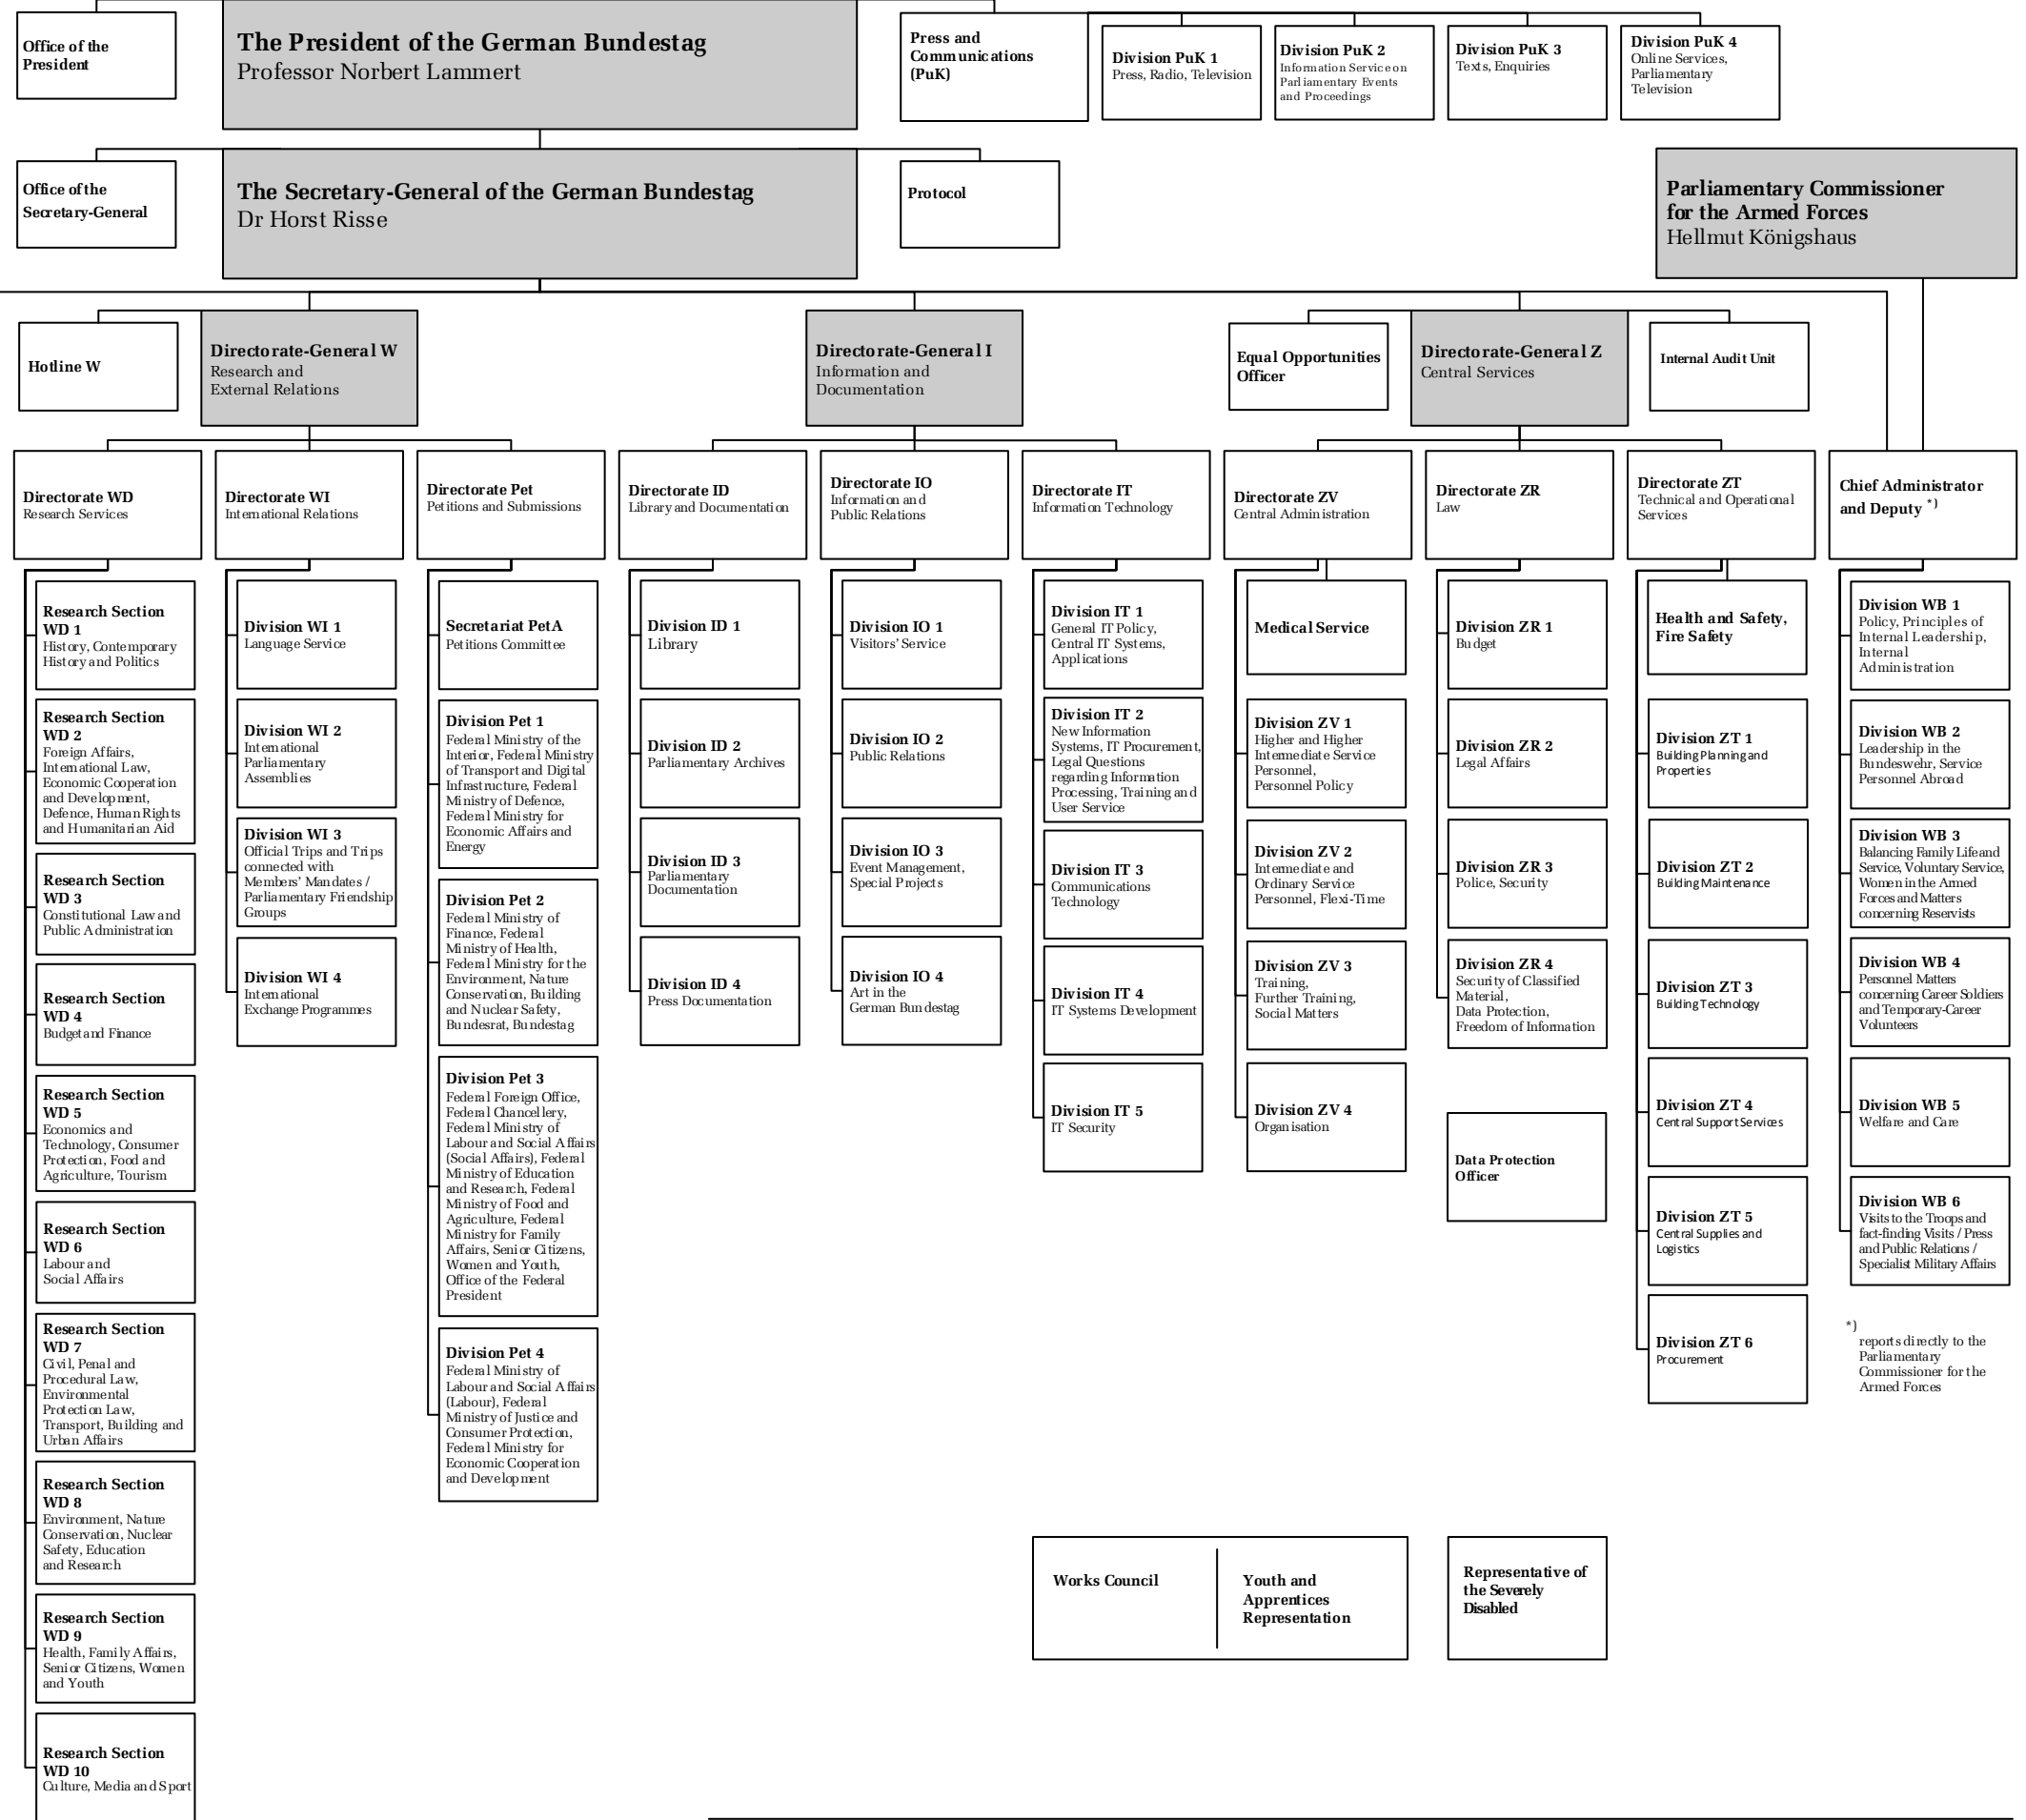 Office of the
President
The President of the German Bundestag
Professor Norbert Lammert
Press and
Communications
(PuK)
Division PuK 1
Press, Radio, Television
Division PuK 2
Information Service on
Parliamentary Events
and Proceedings
Division PuK 3
Texts, Enquiries
Division PuK 4
Online Services,
Parliamentary
Television
Office of the
Secretary-General
The Secretary-General of the German Bundestag
Dr Horst Risse
Protocol
Parliamentary Commissioner
for the Armed Forces
Hellmut Königshaus
Hotline W
Directorate-General W
Research and
External Relations
Directorate-General I
Information and
Documentation
Equal Opportunities
Officer
Directorate-General Z
Central Services
Internal Audit Unit
Directorate WD
Research Services
Directorate WI
International Relations
Directorate Pet
Petitions and Submissions
Directorate ID
Library and Documentation
Directorate IO
Information and
Public Relations
Directorate IT
Information Technology
Directorate ZV
Central Administration
Directorate ZR
Law
Directorate ZT
Technical and Operational
Services
Chief Administrator
and Deputy *)
Research Section
WD 1
History, Contemporary
History and Politics
Research Section
WD 2
Foreign Affairs,
International Law,
Economic Cooperation
and Development,
Defence, Human Rights
and Humanitarian Aid
Research Section
WD 3
Constitutional Law and
Public Administration
Research Section
WD 4
Budget and Finance
Research Section
WD 5
Economics and
Technology, Consumer
Protection, Food and
Agriculture, Tourism
Research Section
WD 6
Labour and
Social Affairs
Research Section
WD 7
Civil, Penal and
Procedural Law,
Environmental
Protection Law,
Transport, Building and
Urban Affairs
Research Section
WD 8
Environment, Nature
Conservation, Nuclear
Safety, Education
and Research
Research Section
WD 9
Health, Family Affairs,
Senior Citizens, Women
and Youth
Research Section
WD 10
Culture, Media and Sport
Division WI 1
Language Service
Division WI 2
International
Parliamentary
Assemblies
Division WI 3
Official Trips and Trips
connected with
Members' Mandates /
Parliamentary Friendship
Groups
Division WI 4
International
Exchange Programmes
Secretariat PetA
Petitions Committee
Division Pet 1
Federal Ministry of the
Interior, Federal Ministry
of Transport and Digital
Infrastructure, Federal
Ministry of Defence,
Federal Ministry for
Economic Affairs and
Energy
Division Pet 2
Federal Ministry of
Finance, Federal
Ministry of Health,
Federal Ministry for the
Environment, Nature
Conservation, Building
and Nuclear Safety,
Bundesrat, Bundestag
Division Pet 3
Federal Foreign Office,
Federal Chancellery,
Federal Ministry of
Labour and Social Affairs
(Social Affairs), Federal
Ministry of Education
and Research, Federal
Ministry of Food and
Agriculture, Federal
Ministry for Family
Affairs, Senior Citizens,
Women and Youth,
Office of the Federal
President
Division Pet 4
Federal Ministry of
Labour and Social Affairs
(Labour), Federal
Ministry of Justice and
Consumer Protection,
Federal Ministry for
Economic Cooperation
and Development
Division ID 1
Library
Division ID 2
Parliamentary Archives
Division ID 3
Parliamentary
Documentation
Division ID 4
Press Documentation
Division IO 1
Visitors' Service
Division IO 2
Public Relations
Division IO 3
Event Management,
Special Projects
Division IO 4
Art in the
German Bundestag
Division IT 1
General IT Policy,
Central IT Systems,
Applications
Division IT 2
New Information
Systems, IT Procurement,
Legal Questions
regarding Information
Processing, Training and
User Service
Division IT 3
Communications
Technology
Division IT 4
IT Systems Development
Division IT 5
IT Security
Medical Service
Division ZV 1
Higher and Higher
Intermediate Service
Personnel,
Personnel Policy
Division ZV 2
Intermediate and
Ordinary Service
Personnel, Flexi-Time
Division ZV 3
Training,
Further Training,
Social Matters
Division ZV 4
Organisation
Division ZR 1
Budget
Division ZR 2
Legal Affairs
Division ZR 3
Police, Security
Division ZR 4
Security of Classified
Material,
Data Protection,
Freedom of Information
Data Protection
Officer
Health and Safety,
Fire Safety
Division ZT 1
Building Planning and
Properties
Division ZT 2
Building Maintenance
Division ZT 3
Building Technology
Division ZT 4
Central Support Services
Division ZT 5
Central Supplies and
Logistics
Division ZT 6
Procurement
Division WB 1
Policy, Principles of
Internal Leadership,
Internal
Administration
Division WB 2
Leadership in the
Bundeswehr, Service
Personnel Abroad
Division WB 3
Balancing Family Life and
Service, Voluntary Service,
Women in the Armed
Forces and Matters
concerning Reservists
Division WB 4
Personnel Matters
concerning Career Soldiers
and Temporary-Career
Volunteers
Division WB 5
Welfare and Care
Division WB 6
Visits to the Troops and
fact-finding Visits / Press
and Public Relations /
Specialist Military Affairs
*)
reports directly to the
Parliamentary
Commissioner for the
Armed Forces
Works Council
Youth and
Apprentices
Representation
Representative of
the Severely
Disabled